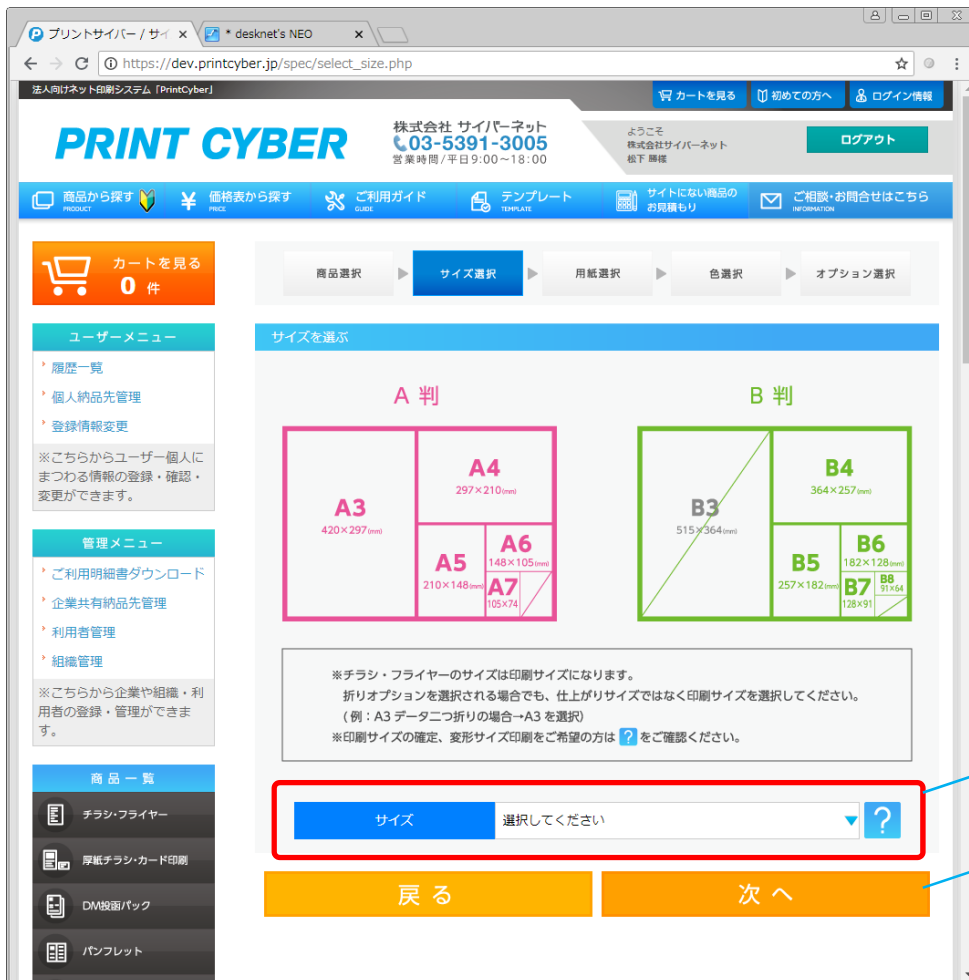 プリントサイバー / サイ
* desknet's NEO
https://dev.printcyber.jp/spec/select_size.php
法人向けネット印刷システム「PrintCyber」
カートを見る
初めての方へ
ログイン情報
PRINT CYBER
株式会社 サイバーネット
03-5391-3005
営業時間/平日9:00~18:00
ようこそ
株式会社サイバーネット
松下 勝様
ログアウト
商品から探す
PRODUCT
価格表から探す
PRICE
ご利用ガイド
GUIDE
テンプレート
TEMPLATE
サイトにない商品の
お見積もり
ご相談・お問合せはこちら
INFORMATION
カートを見る
0 件
商品選択
サイズ選択
用紙選択
色選択
オプション選択
ユーザーメニュー
履歴一覧
個人納品先管理
登録情報変更
※こちらからユーザー個人に
まつわる情報の登録・確認・
変更ができます。
管理メニュー
ご利用明細書ダウンロード
企業共有納品先管理
利用者管理
組織管理
※こちらから企業や組織・利
用者の登録・管理ができま
す。
商品一覧
チラシ・フライヤー
厚紙チラシ・カード印刷
DM投函パック
パンフレット
サイズを選ぶ
A 判
A3
420×297(mm)
A4
297×210(mm)
A5
210×148(mm)
A6
148×105(mm)
A7
105×74
B 判
B3
515×364(mm)
B4
364×257(mm)
B5
257×182(mm)
B6
182×128(mm)
B7
128×91
B8
91×64
※チラシ・フライヤーのサイズは印刷サイズになります。
折りオプションを選択される場合でも、仕上がりサイズではなく印刷サイズを選択してください。
( 例：A3 データ二つ折りの場合→A3 を選択)
※印刷サイズの確定、変形サイズ印刷をご希望の方は ? をご確認ください。
サイズ
選択してください
?
戻る
次へ